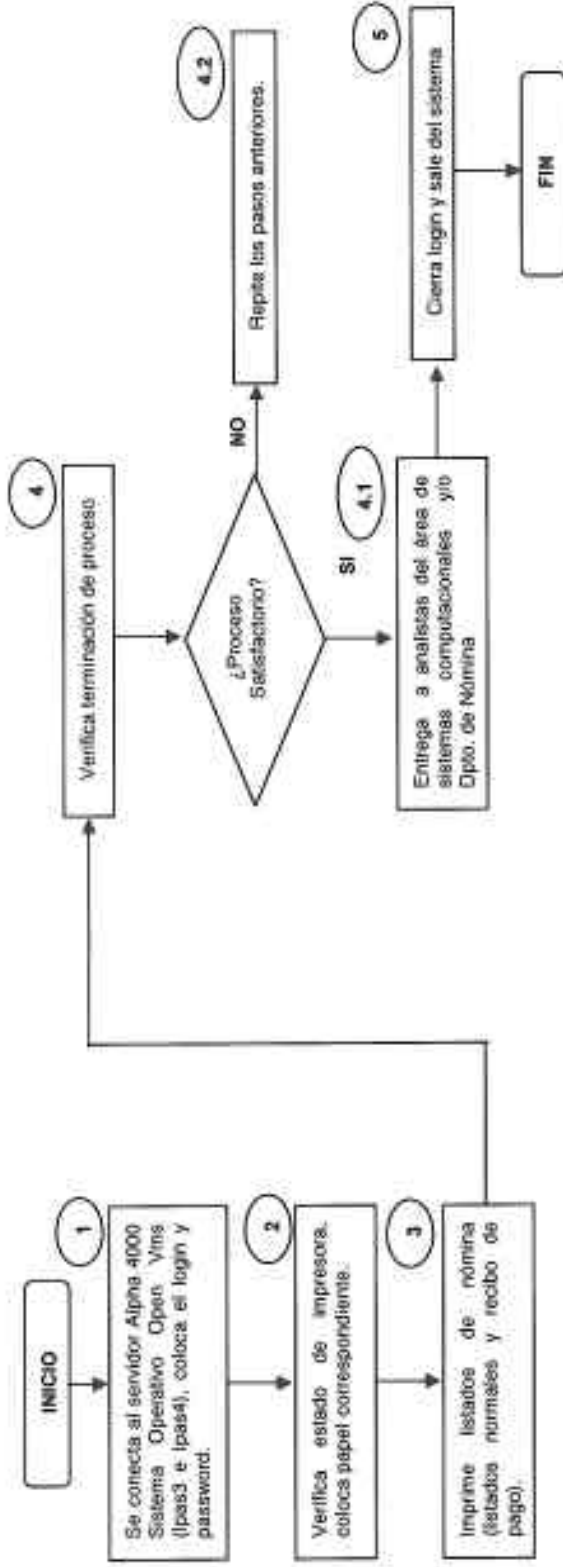 INICIO
1
Se conecta al servidor Alpha 4000
Sistema Operativo Open Vms
(Ipas3 e Ipas4), coloca el login y
password.
2
Verifica estado de impresora,
coloca papel correspondiente.
3
Imprime listados de nómina
(listados normales y recibo de
pago).
4
Verifica terminación de proceso
¿Proceso
Satisfactorio?
NO
4.2
Repite los pasos anteriores.
SI
4.1
Entrega a analistas del área de
sistemas computacionales y/o
Dpto. de Nómina
5
Cierra login y sale del sistema
FIN